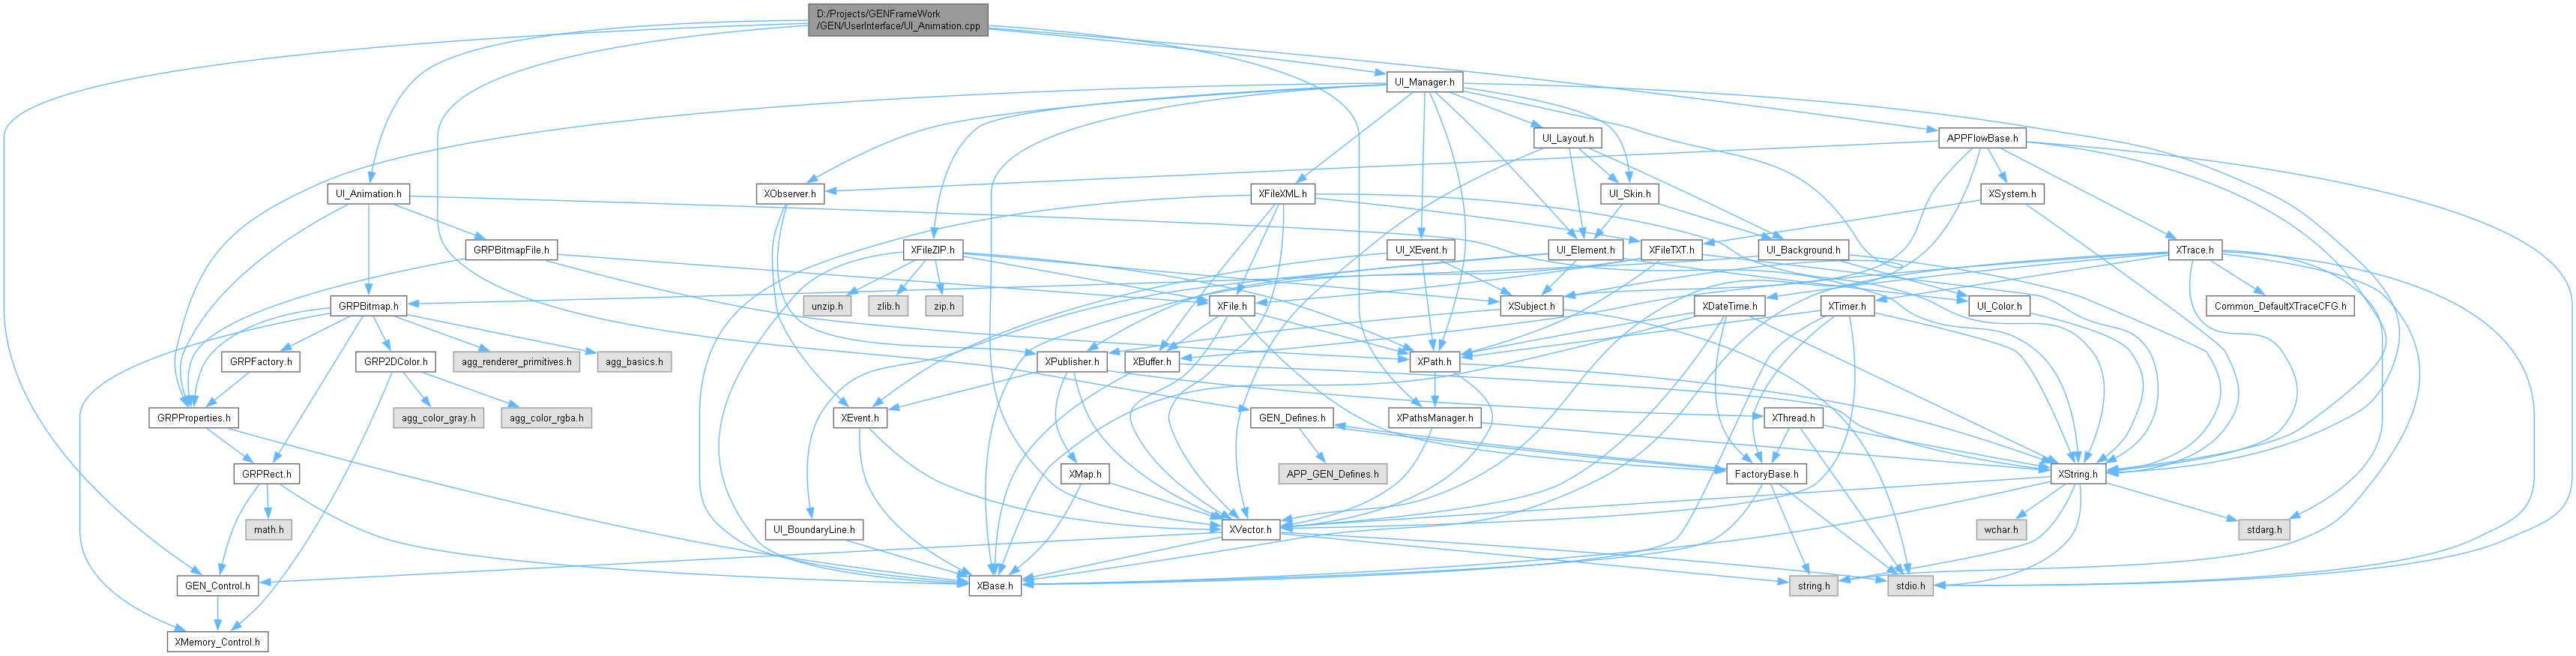 D:/Projects/GENFrameWork
/GEN/UserInterface/UI_Animation.cpp
UI_Manager.h
UI_Layout.h
APPFlowBase.h
UI_Animation.h
XObserver.h
XFileXML.h
UI_Skin.h
XSystem.h
GRPBitmapFile.h
XFileZIP.h
UI_XEvent.h
UI_Element.h
XFileTXT.h
UI_Background.h
XTrace.h
GRPBitmap.h
unzip.h
zlib.h
zip.h
XFile.h
XSubject.h
XDateTime.h
XTimer.h
UI_Color.h
Common_DefaultXTraceCFG.h
GRPFactory.h
GRP2DColor.h
agg_renderer_primitives.h
agg_basics.h
XPublisher.h
XBuffer.h
XPath.h
GRPProperties.h
agg_color_gray.h
agg_color_rgba.h
XEvent.h
GEN_Defines.h
XPathsManager.h
XThread.h
GRPRect.h
XMap.h
APP_GEN_Defines.h
FactoryBase.h
XString.h
math.h
UI_BoundaryLine.h
XVector.h
wchar.h
stdarg.h
GEN_Control.h
XBase.h
string.h
stdio.h
XMemory_Control.h